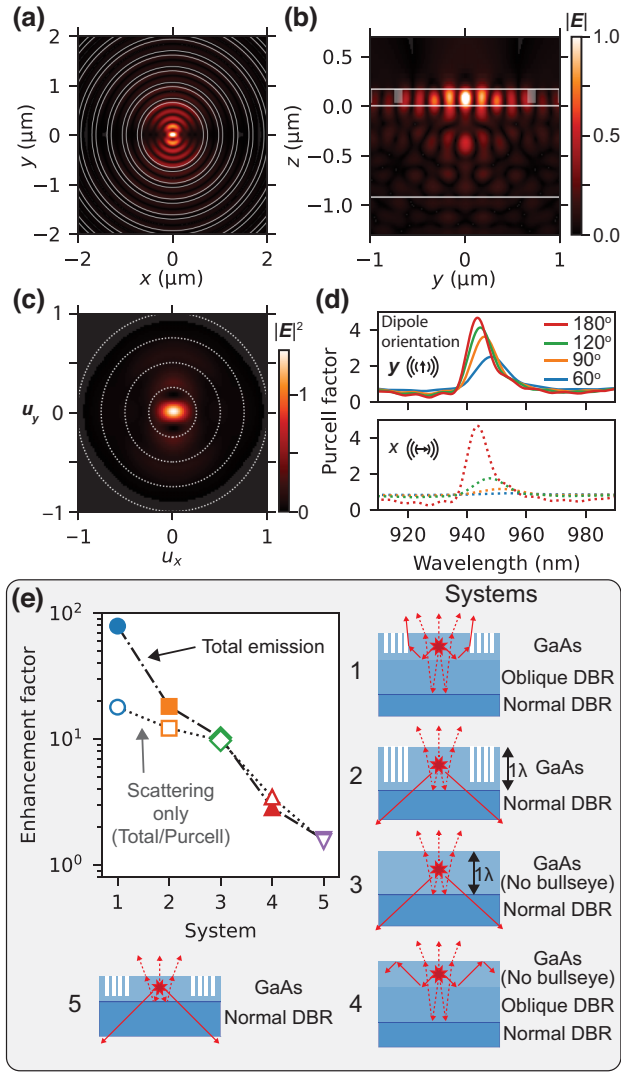 (a)
y (μm)
2
1
0
−1
−2
−2 0 2
x (μm)
(b)
z (μm)
0.5
0.0
−0.5
−1.0
−1 0 1
y (μm)
|E|
1.0
0.5
0.0
(c)
u_y
1
0
−1
−1 0 1
u_x
|E|²
1
0
(d)
Purcell factor
4
2
0
Dipole
orientation
y
180°
120°
90°
60°
4
2
0
x
920 940 960 980
Wavelength (nm)
(e)
Enhancement factor
10²
10¹
10⁰
Total emission
Scattering
only
(Total/Purcell)
1 2 3 4 5
System
Systems
1
GaAs
Oblique DBR
Normal DBR
2
1λ
GaAs
Normal DBR
3
1λ
GaAs
(No bullseye)
Normal DBR
4
GaAs
(No bullseye)
Oblique DBR
Normal DBR
5
GaAs
Normal DBR